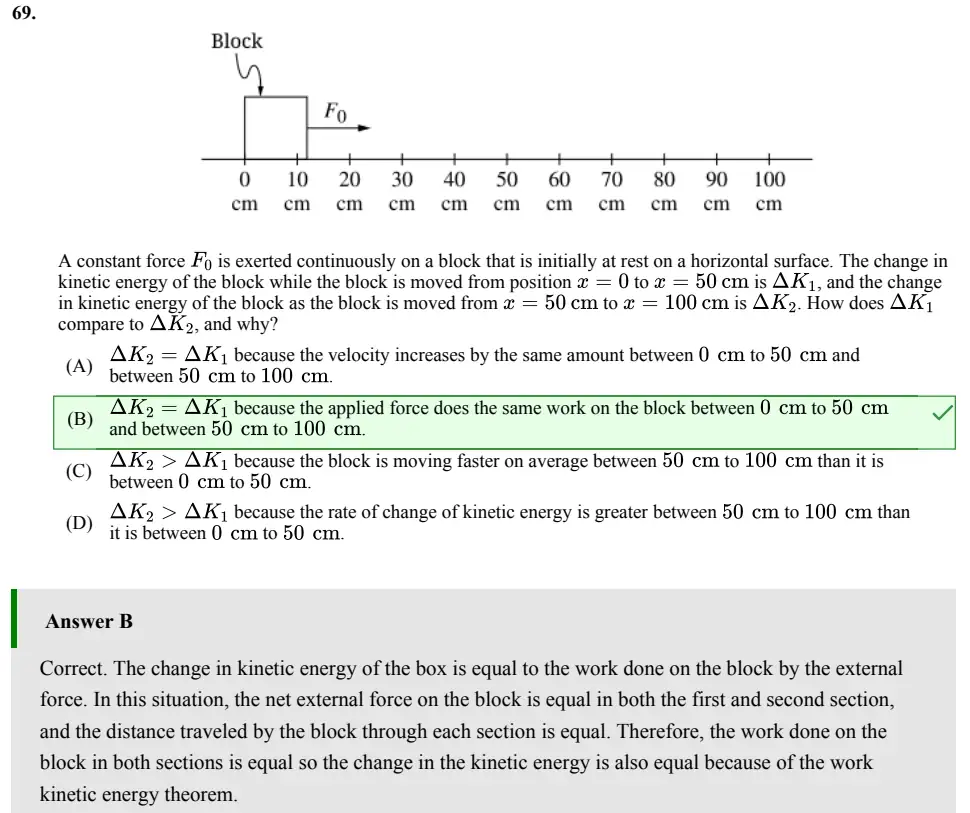 69.
Block
F₀
0 10 20 30 40 50 60 70 80 90 100
cm cm cm cm cm cm cm cm cm cm cm
A constant force F₀ is exerted continuously on a block that is initially at rest on a horizontal surface. The change in
kinetic energy of the block while the block is moved from position x = 0 to x = 50 cm is ΔK₁, and the change
in kinetic energy of the block as the block is moved from x = 50 cm to x = 100 cm is ΔK₂. How does ΔK₁
compare to ΔK₂, and why?
(A) ΔK₂ = ΔK₁ because the velocity increases by the same amount between 0 cm to 50 cm and
between 50 cm to 100 cm.
(B) ΔK₂ = ΔK₁ because the applied force does the same work on the block between 0 cm to 50 cm
and between 50 cm to 100 cm.
(C) ΔK₂ > ΔK₁ because the block is moving faster on average between 50 cm to 100 cm than it is
between 0 cm to 50 cm.
(D) ΔK₂ > ΔK₁ because the rate of change of kinetic energy is greater between 50 cm to 100 cm than
it is between 0 cm to 50 cm.
Answer B
Correct. The change in kinetic energy of the box is equal to the work done on the block by the external
force. In this situation, the net external force on the block is equal in both the first and second section,
and the distance traveled by the block through each section is equal. Therefore, the work done on the
block in both sections is equal so the change in the kinetic energy is also equal because of the work
kinetic energy theorem.